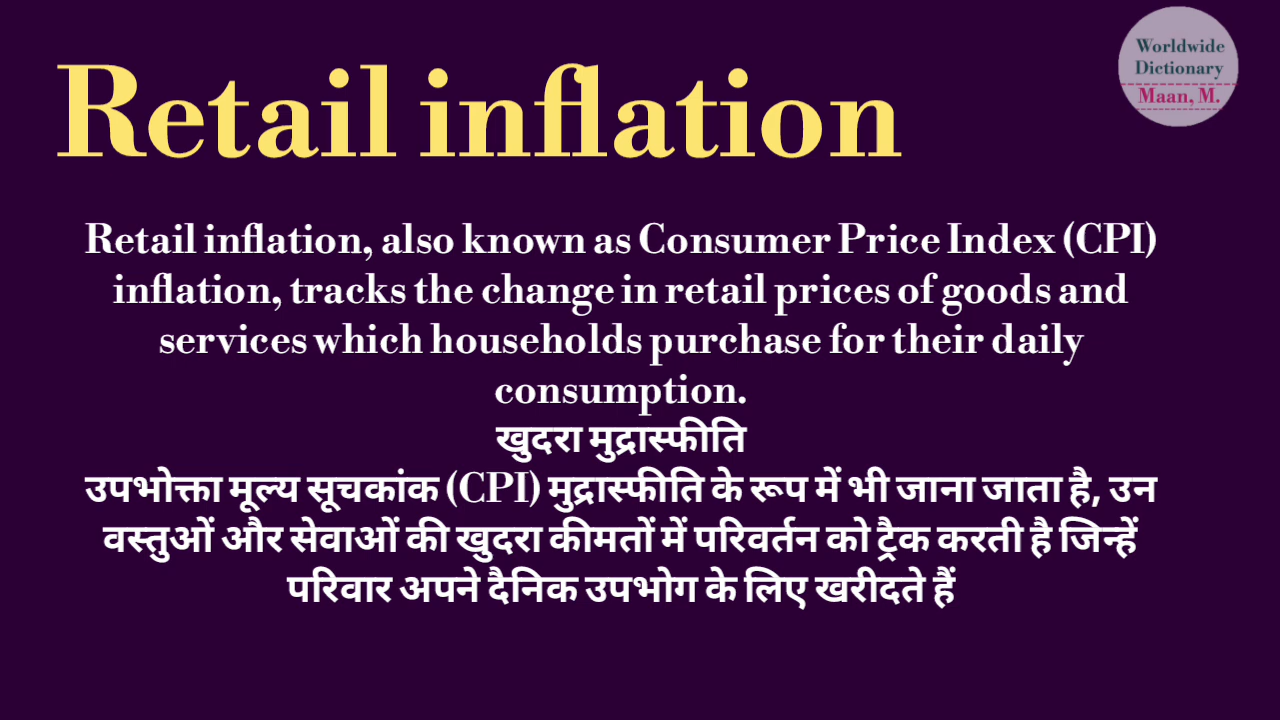 Retail inflation
Worldwide
Dictionary
Maan, M.
Retail inflation, also known as Consumer Price Index (CPI)
inflation, tracks the change in retail prices of goods and
services which households purchase for their daily
consumption.
खुदरा मुद्रास्फीति
उपभोक्ता मूल्य सूचकांक (CPI) मुद्रास्फीति के रूप में भी जाना जाता है, उन
वस्तुओं और सेवाओं की खुदरा कीमतों में परिवर्तन को ट्रैक करती है जिन्हें
परिवार अपने दैनिक उपभोग के लिए खरीदते हैं